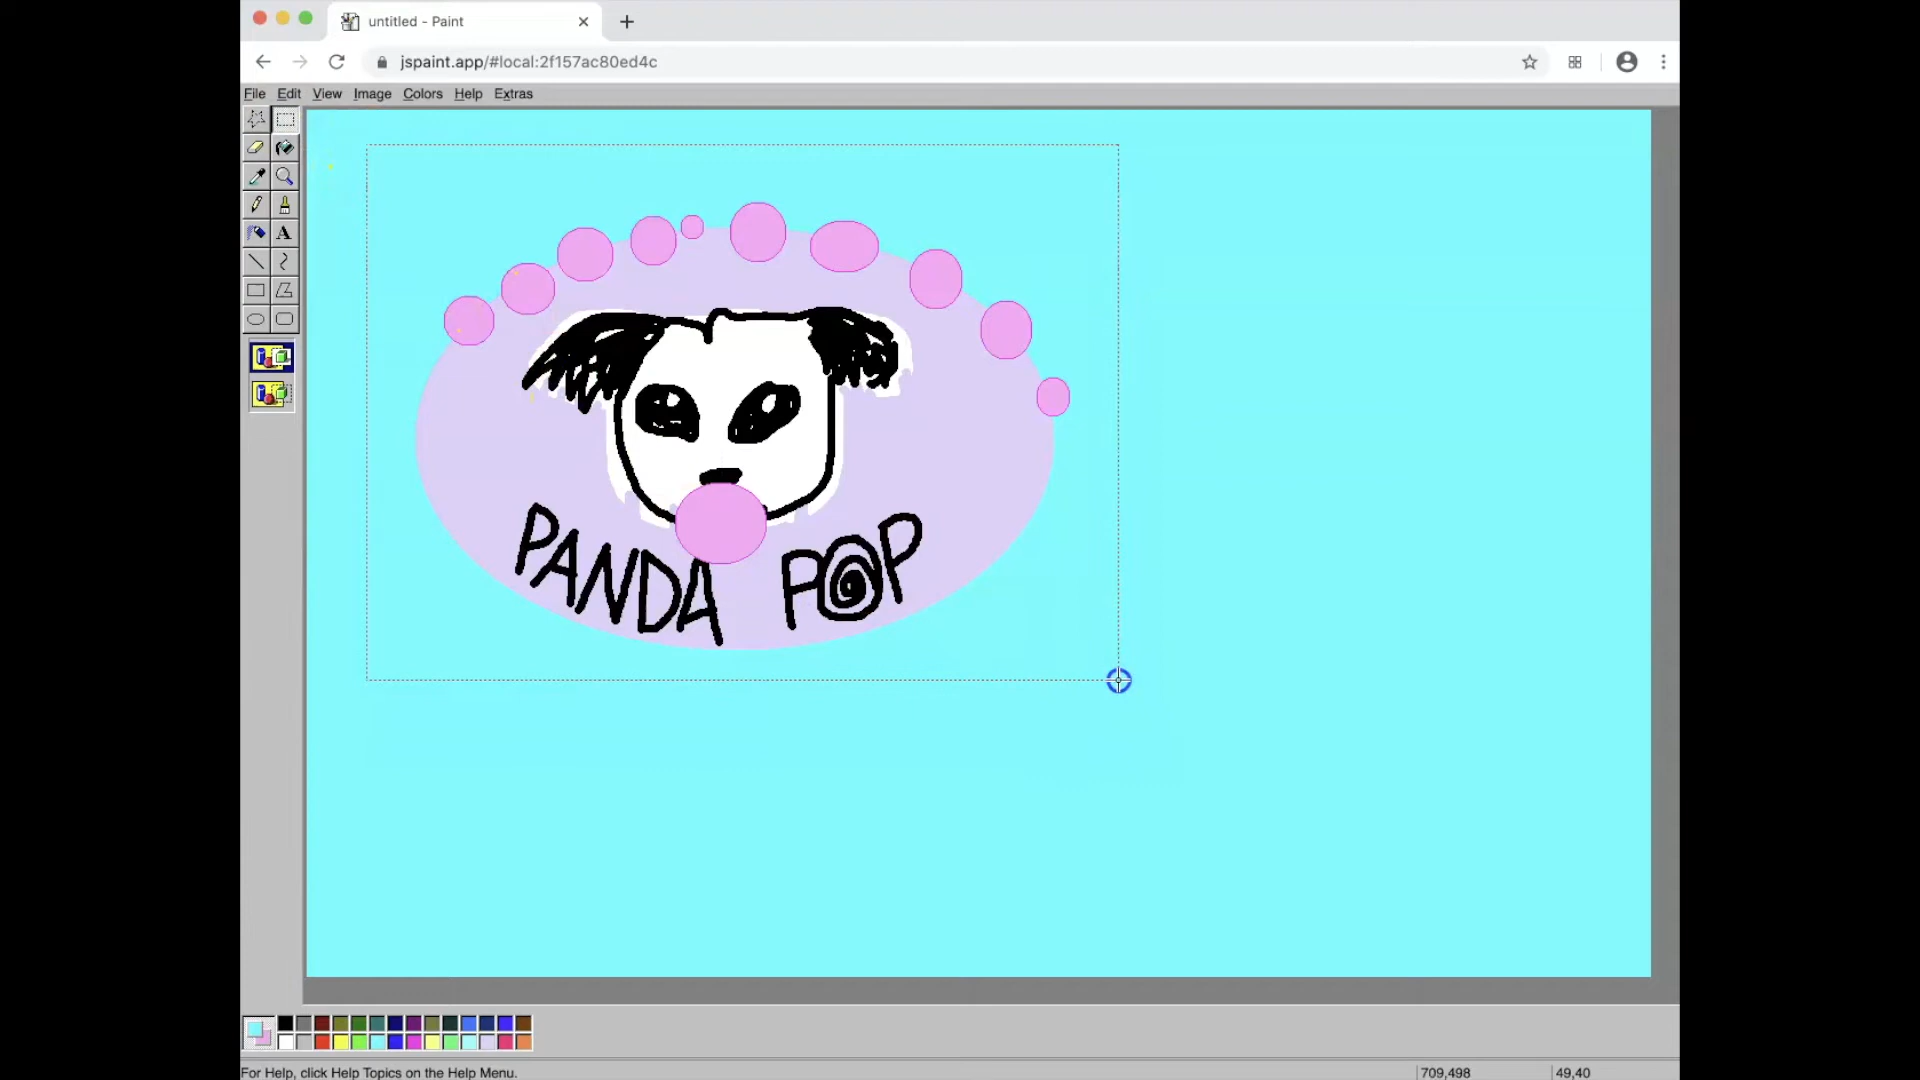 untitled - Paint
jspaint.app/#local:2f157ac80ed4c
File Edit View Image Colors Help Extras
A
PANDA POP
For Help, click Help Topics on the Help Menu. 709,498 49,40